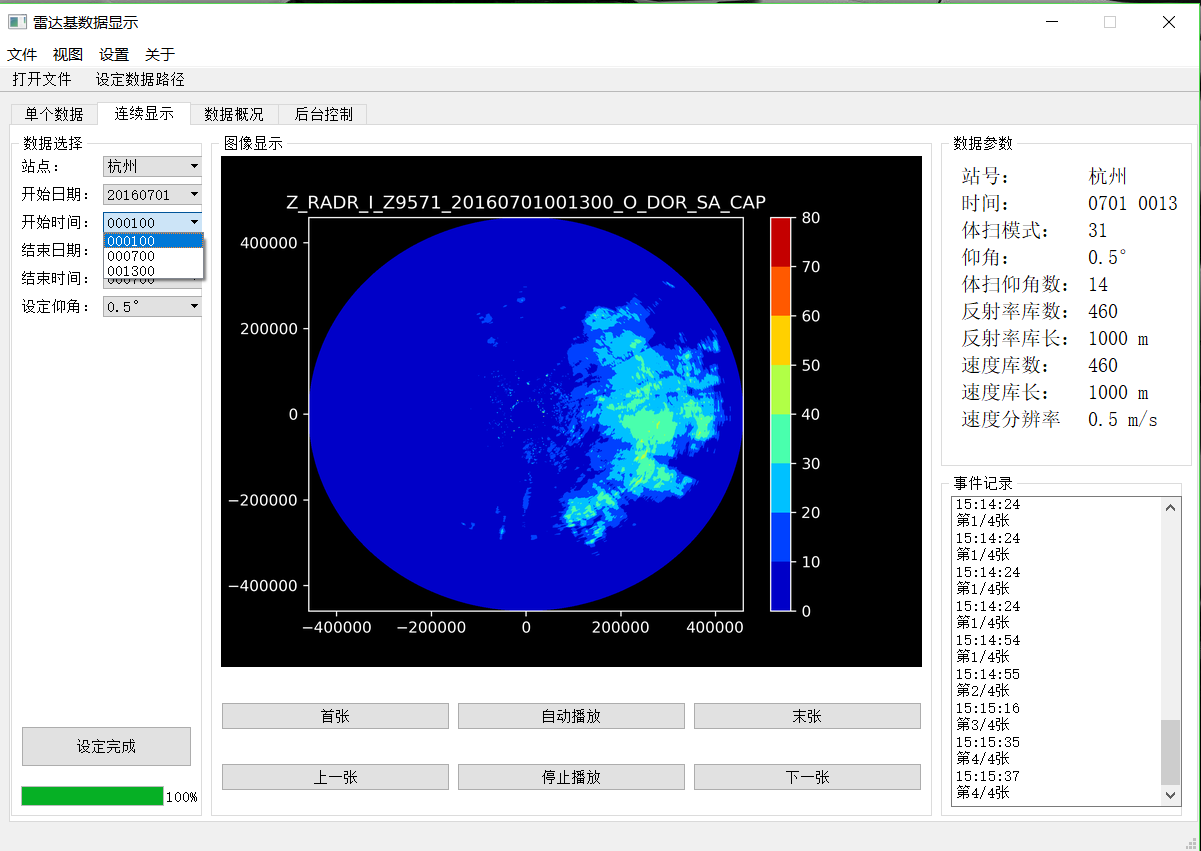 雷达基数据显示
文件 视图 设置 关于
打开文件 设定数据路径
单个数据 连续显示 数据概况 后台控制
数据选择
站点: 杭州
开始日期: 20160701
开始时间: 000100
000100
000700
001300
结束日期:
结束时间: 000700
设定仰角: 0.5°
设定完成
100%
图像显示
Z_RADR_I_Z9571_20160701001300_O_DOR_SA_CAP
400000
200000
0
−200000
−400000
−400000 −200000 0 200000 400000
80
70
60
50
40
30
20
10
0
首张 自动播放 末张
上一张 停止播放 下一张
数据参数
站号: 杭州
时间: 0701 0013
体扫模式: 31
仰角: 0.5°
体扫仰角数: 14
反射率库数: 460
反射率库长: 1000 m
速度库数: 460
速度库长: 1000 m
速度分辨率 0.5 m/s
事件记录
15:14:24
第1/4张
15:14:24
第1/4张
15:14:24
第1/4张
15:14:24
第1/4张
15:14:54
第1/4张
15:14:55
第2/4张
15:15:16
第3/4张
15:15:35
第4/4张
15:15:37
第4/4张